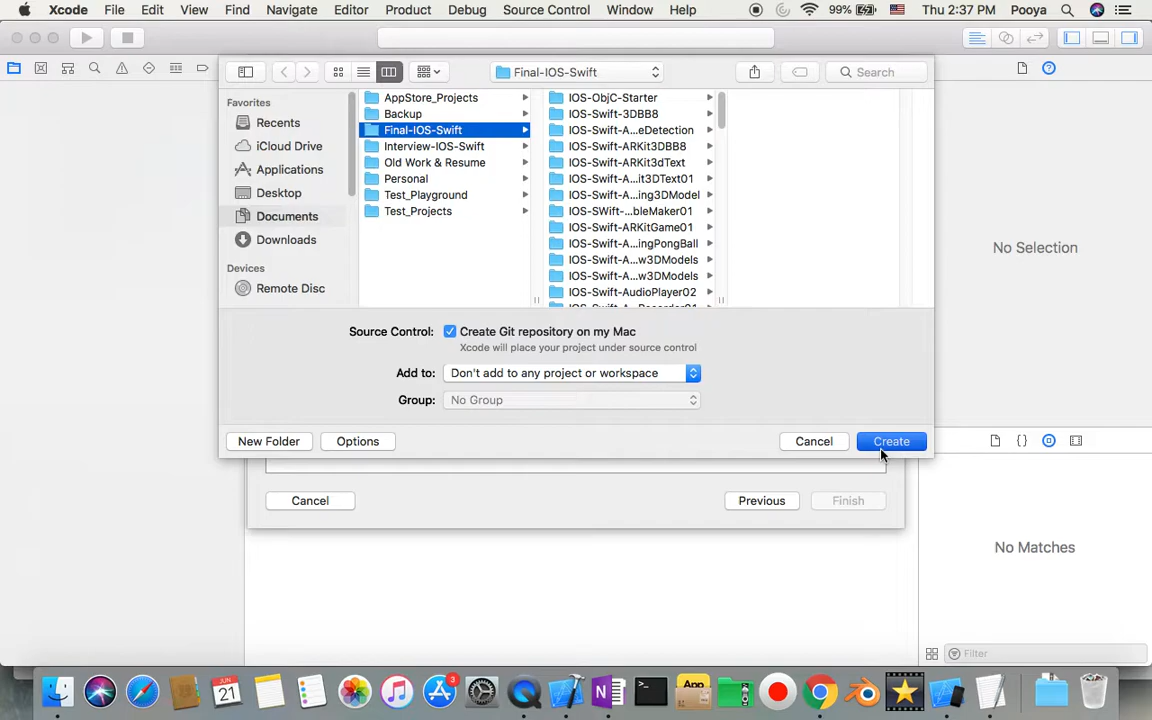 Xcode File Edit View Find Navigate Editor Product Debug Source Control Window Help 99% Thu 2:37 PM Pooya
Final-IOS-Swift
Search
Favorites
Recents
iCloud Drive
Applications
Desktop
Documents
Downloads
Devices
Remote Disc
AppStore_Projects
Backup
Final-IOS-Swift
Interview-IOS-Swift
Old Work & Resume
Personal
Test_Playground
Test_Projects
IOS-ObjC-Starter
IOS-Swift-3DBB8
IOS-Swift-A...eDetection
IOS-Swift-ARKit3DBB8
IOS-Swift-ARKit3dText
IOS-Swift-A...it3DText01
IOS-Swift-A...ing3DModel
IOS-SWift-...bleMaker01
IOS-Swift-ARKitGame01
IOS-Swift-A...ingPongBall
IOS-Swift-A...w3DModels
IOS-Swift-A...w3DModels
IOS-Swift-AudioPlayer02
No Selection
Source Control: Create Git repository on my Mac
Xcode will place your project under source control
Add to: Don't add to any project or workspace
Group: No Group
New Folder Options Cancel Create
Cancel Previous Finish
No Matches
Filter
JUN
21
3
App